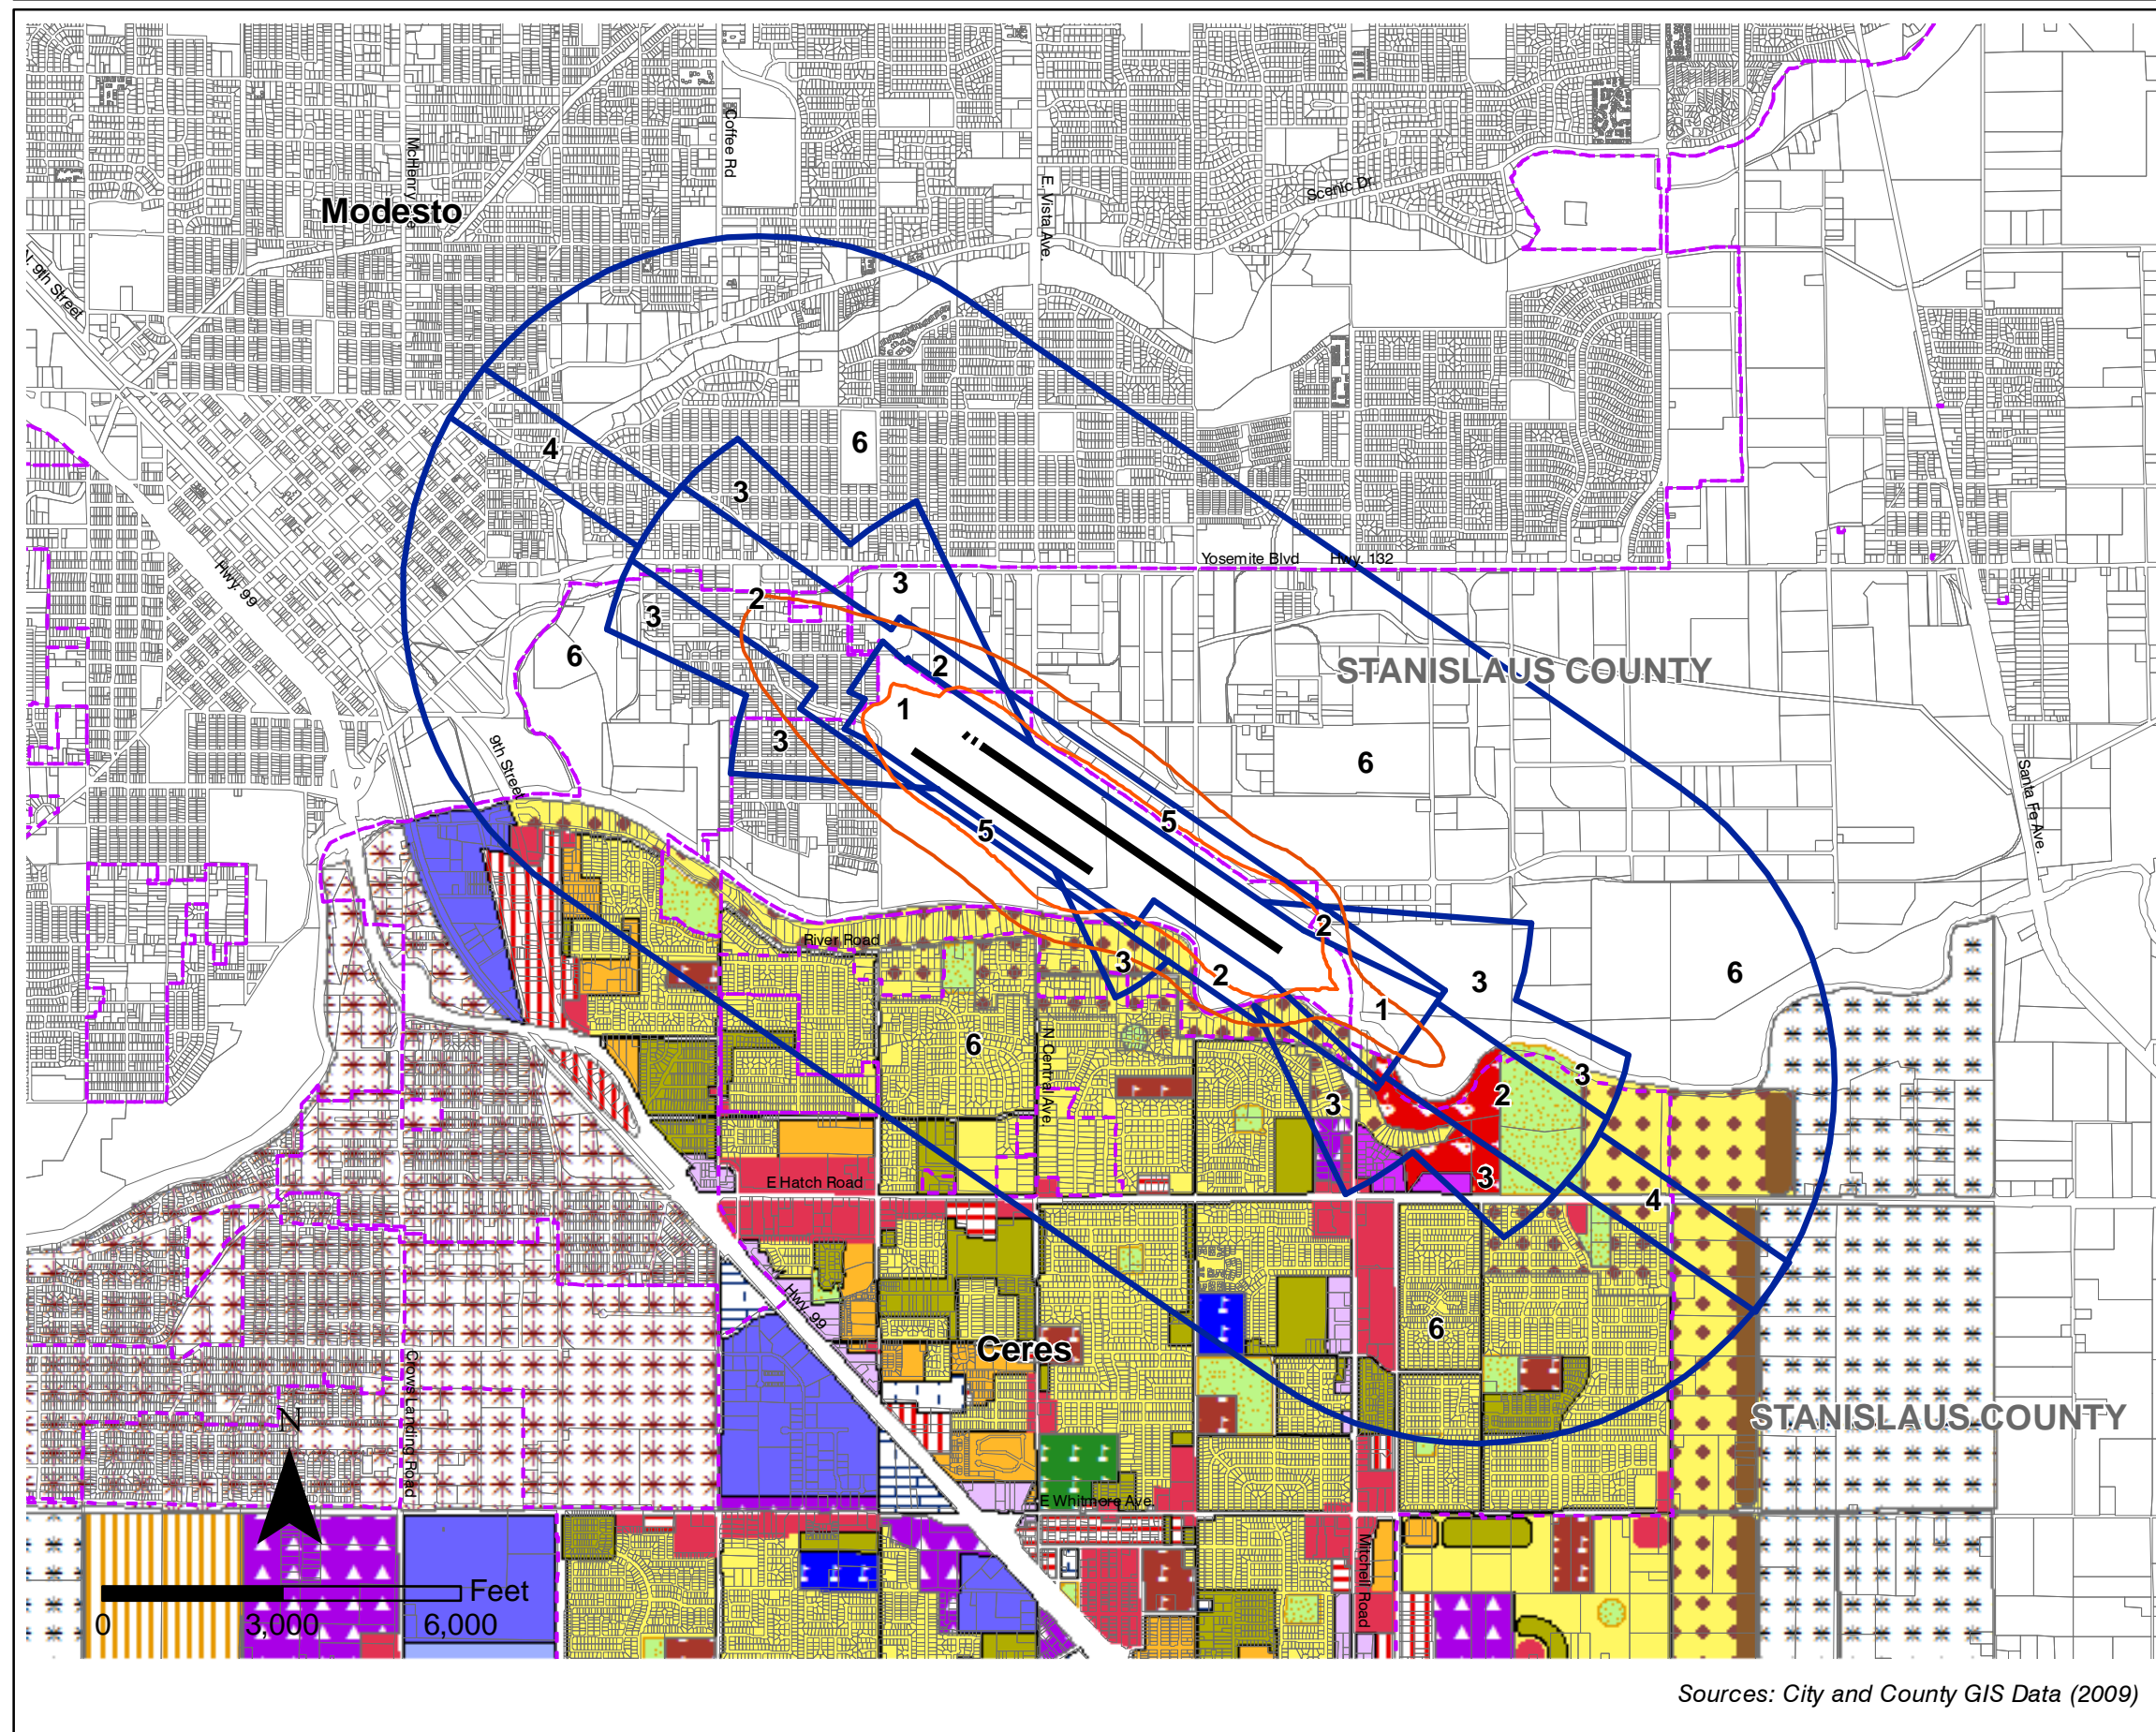 Coffee Rd
McHenry Ave
Modesto
E. Vista Ave.
Scenic Dr.
N. 9th Street
4
6
3
Hwy. 99
Yosemite Blvd Hwy. 132
3
2
3
6
2
STANISLAUS COUNTY
1
3
9th Street
6
Santa Fe Ave.
5
5
2
River Road
3
2
3
6
1
6
N Central Ave.
2
3
3
E Hatch Road
3
4
Hwy. 99
6
Ceres
Crows Landing Road
STANISLAUS COUNTY
N
E Whitmore Ave.
Mitchell Road
Feet
0 3,000 6,000
Sources: City and County GIS Data (2009)